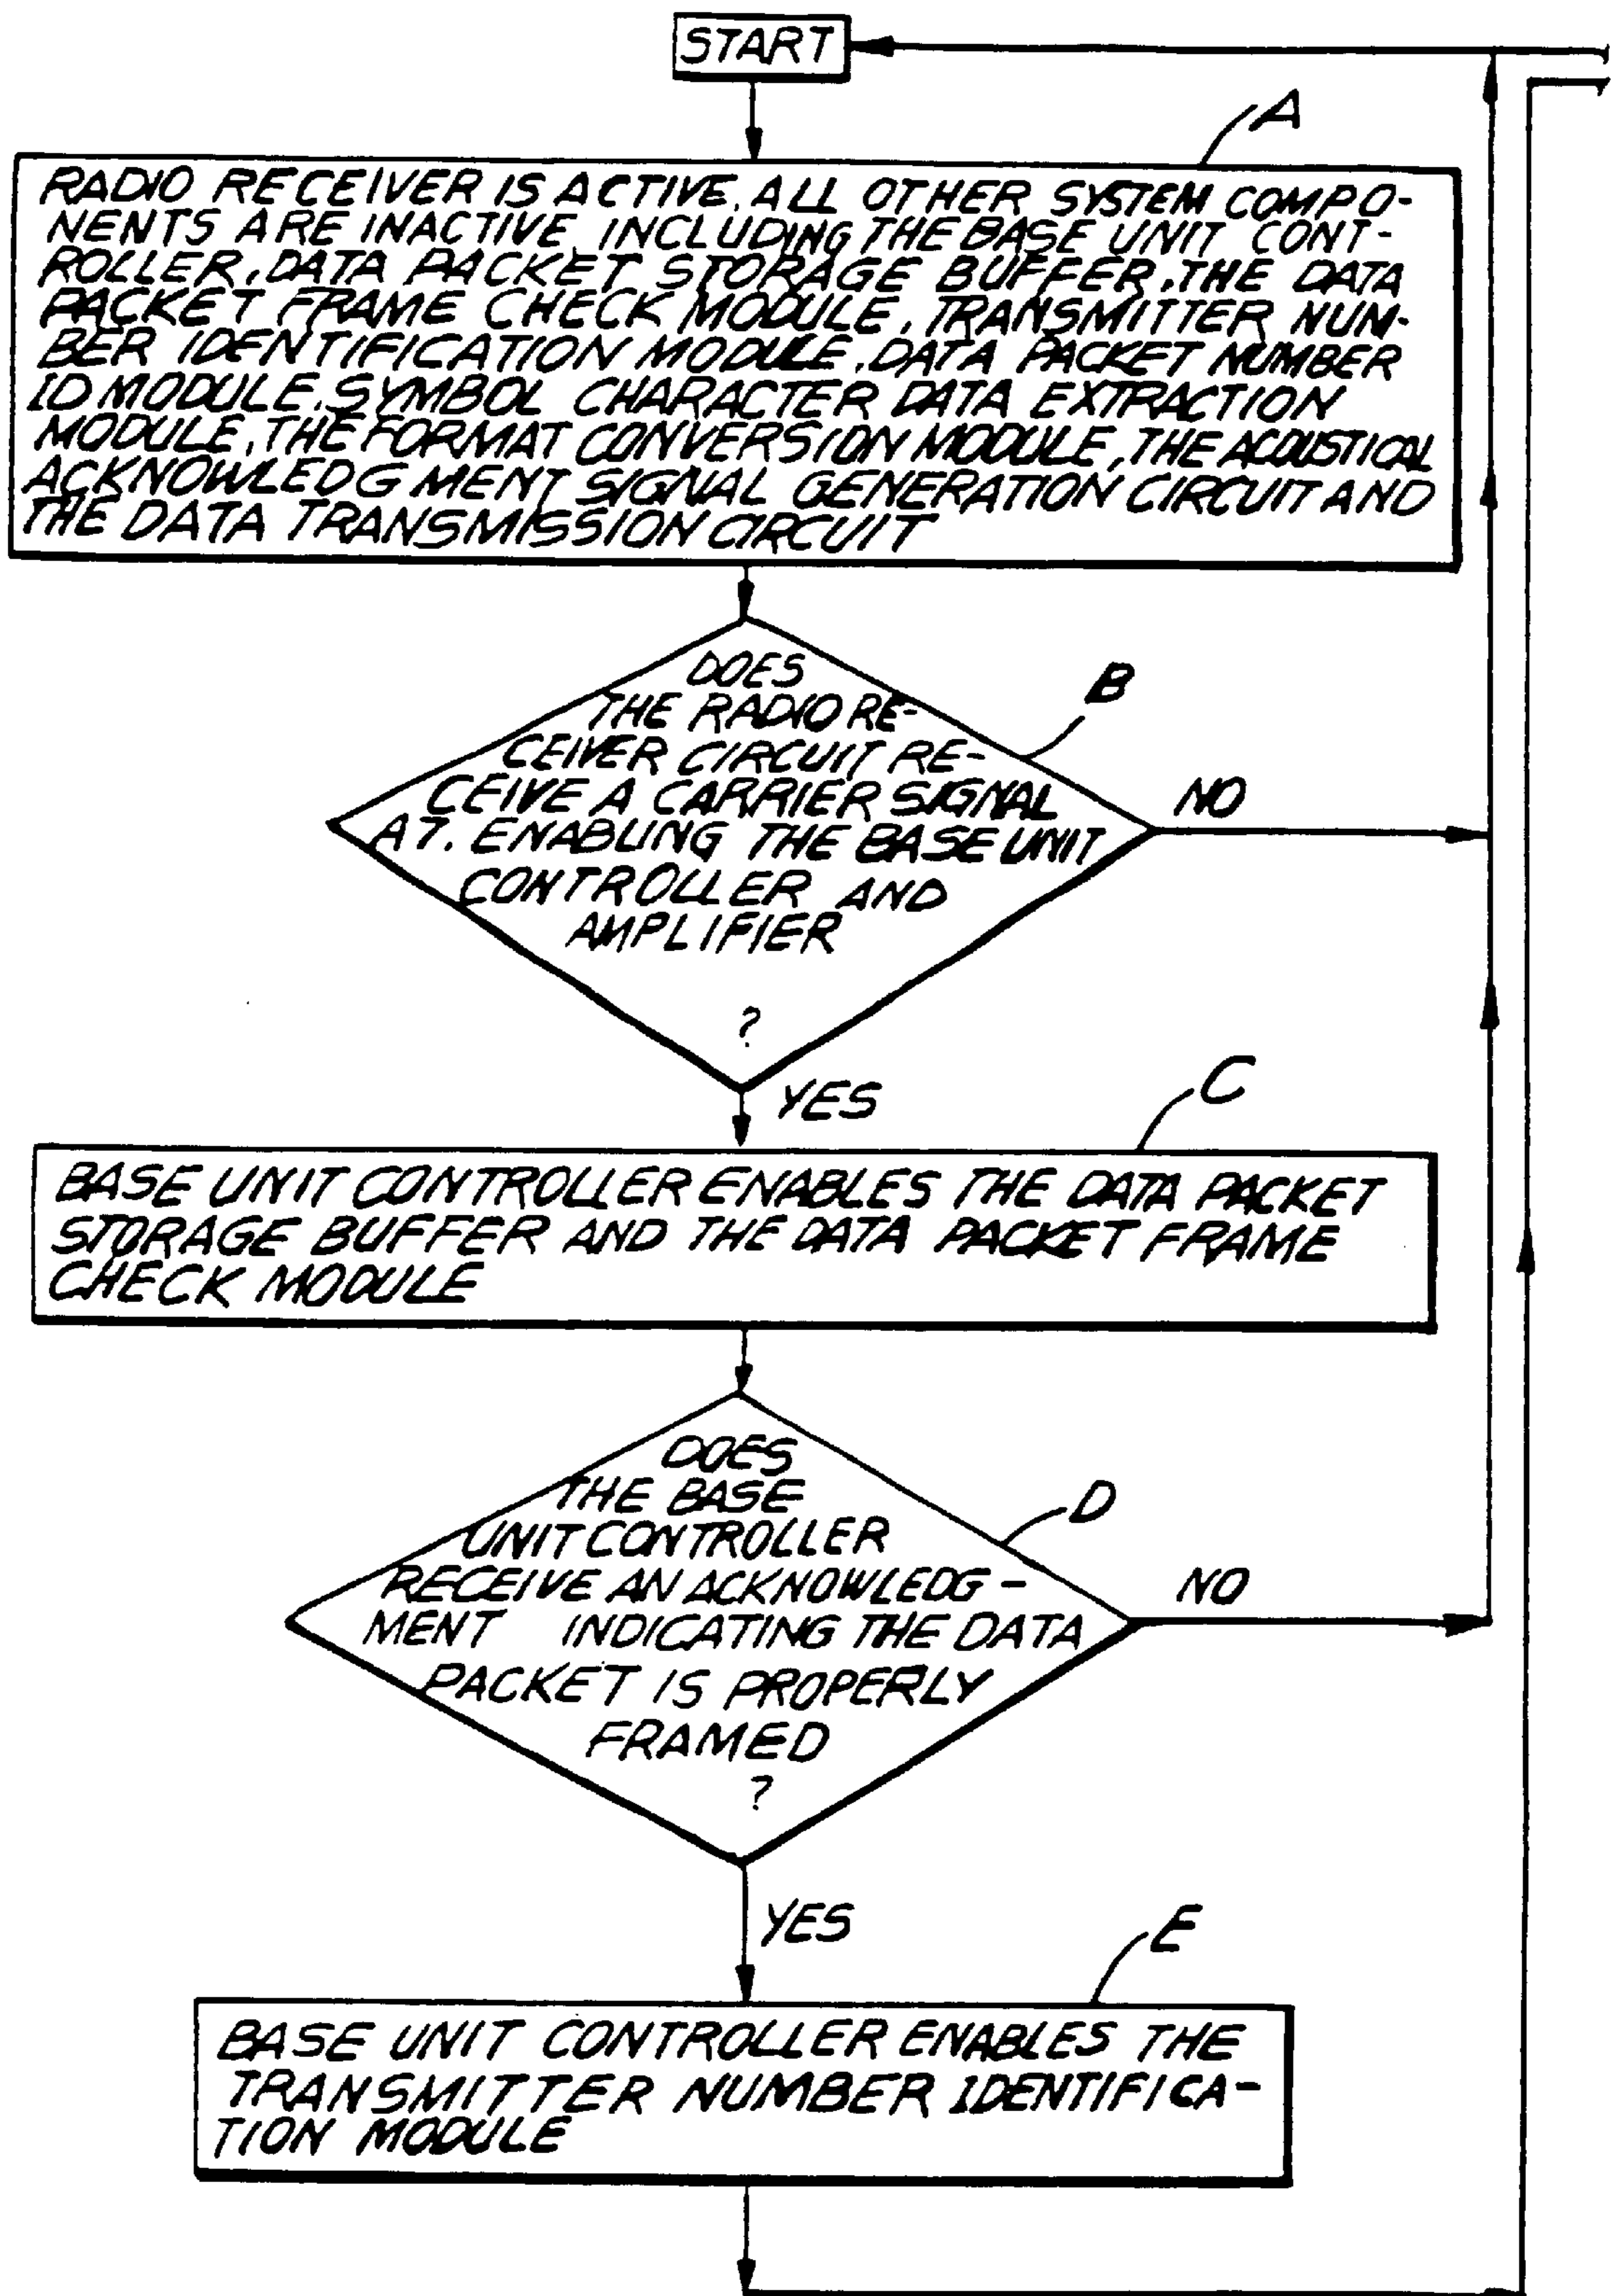 START
A
RADIO RECEIVER IS ACTIVE, ALL OTHER SYSTEM COMPO-
NENTS ARE INACTIVE, INCLUDING THE BASE UNIT CONT-
ROLLER, DATA PACKET STORAGE BUFFER, THE DATA
PACKET FRAME CHECK MODULE, TRANSMITTER NUM-
BER IDENTIFICATION MODULE, DATA PACKET NUMBER
ID MODULE, SYMBOL CHARACTER DATA EXTRACTION
MODULE, THE FORMAT CONVERSION MODULE, THE ACOUSTICAL
ACKNOWLEDGMENT SIGNAL GENERATION CIRCUIT AND
THE DATA TRANSMISSION CIRCUIT
B
DOES
THE RADIO RE-
CEIVER CIRCUIT RE-
CEIVE A CARRIER SIGNAL
AT. ENABLING THE BASE UNIT
CONTROLLER AND
AMPLIFIER
?
NO
YES
C
BASE UNIT CONTROLLER ENABLES THE DATA PACKET
STORAGE BUFFER AND THE DATA PACKET FRAME
CHECK MODULE
D
DOES
THE BASE
UNIT CONTROLLER
RECEIVE AN ACKNOWLEDG-
MENT INDICATING THE DATA
PACKET IS PROPERLY
FRAMED
?
NO
YES
E
BASE UNIT CONTROLLER ENABLES THE
TRANSMITTER NUMBER IDENTIFICA-
TION MODULE